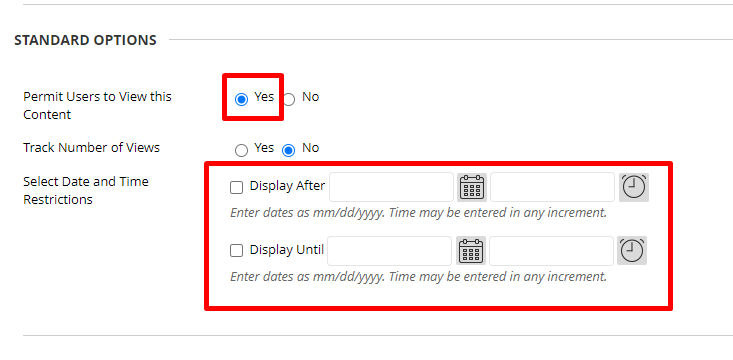 STANDARD OPTIONS
Permit Users to View this Yes No
Content
Track Number of Views Yes No
Select Date and Time Display After
Restrictions
Enter dates as mm/dd/yyyy. Time may be entered in any increment.
Display Until
Enter dates as mm/dd/yyyy. Time may be entered in any increment.